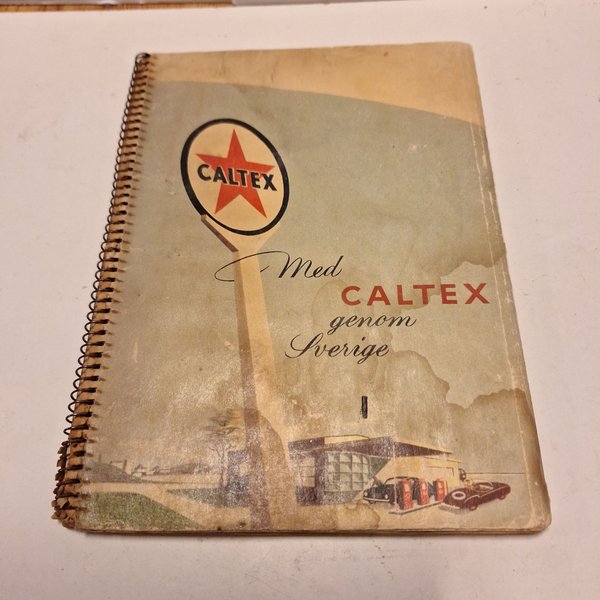 CALTEX
Med
CALTEX
genom
Sverige